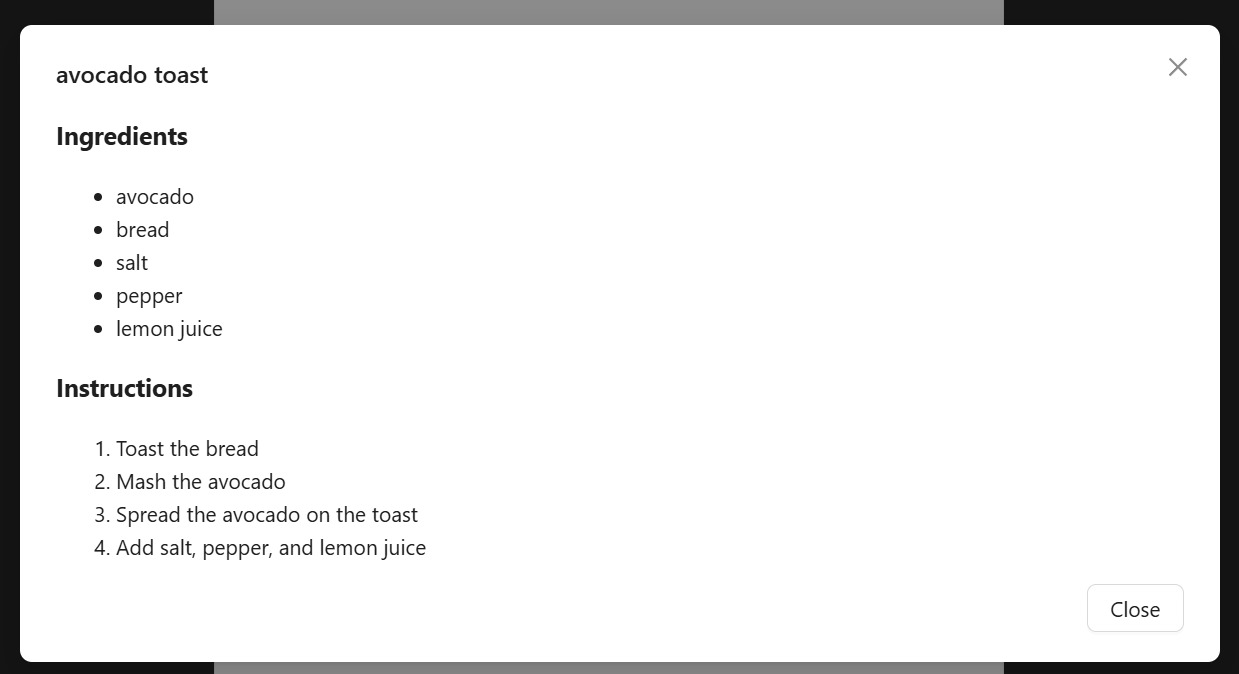 avocado toast
Ingredients
• avocado
• bread
• salt
• pepper
• lemon juice
Instructions
1. Toast the bread
2. Mash the avocado
3. Spread the avocado on the toast
4. Add salt, pepper, and lemon juice
Close